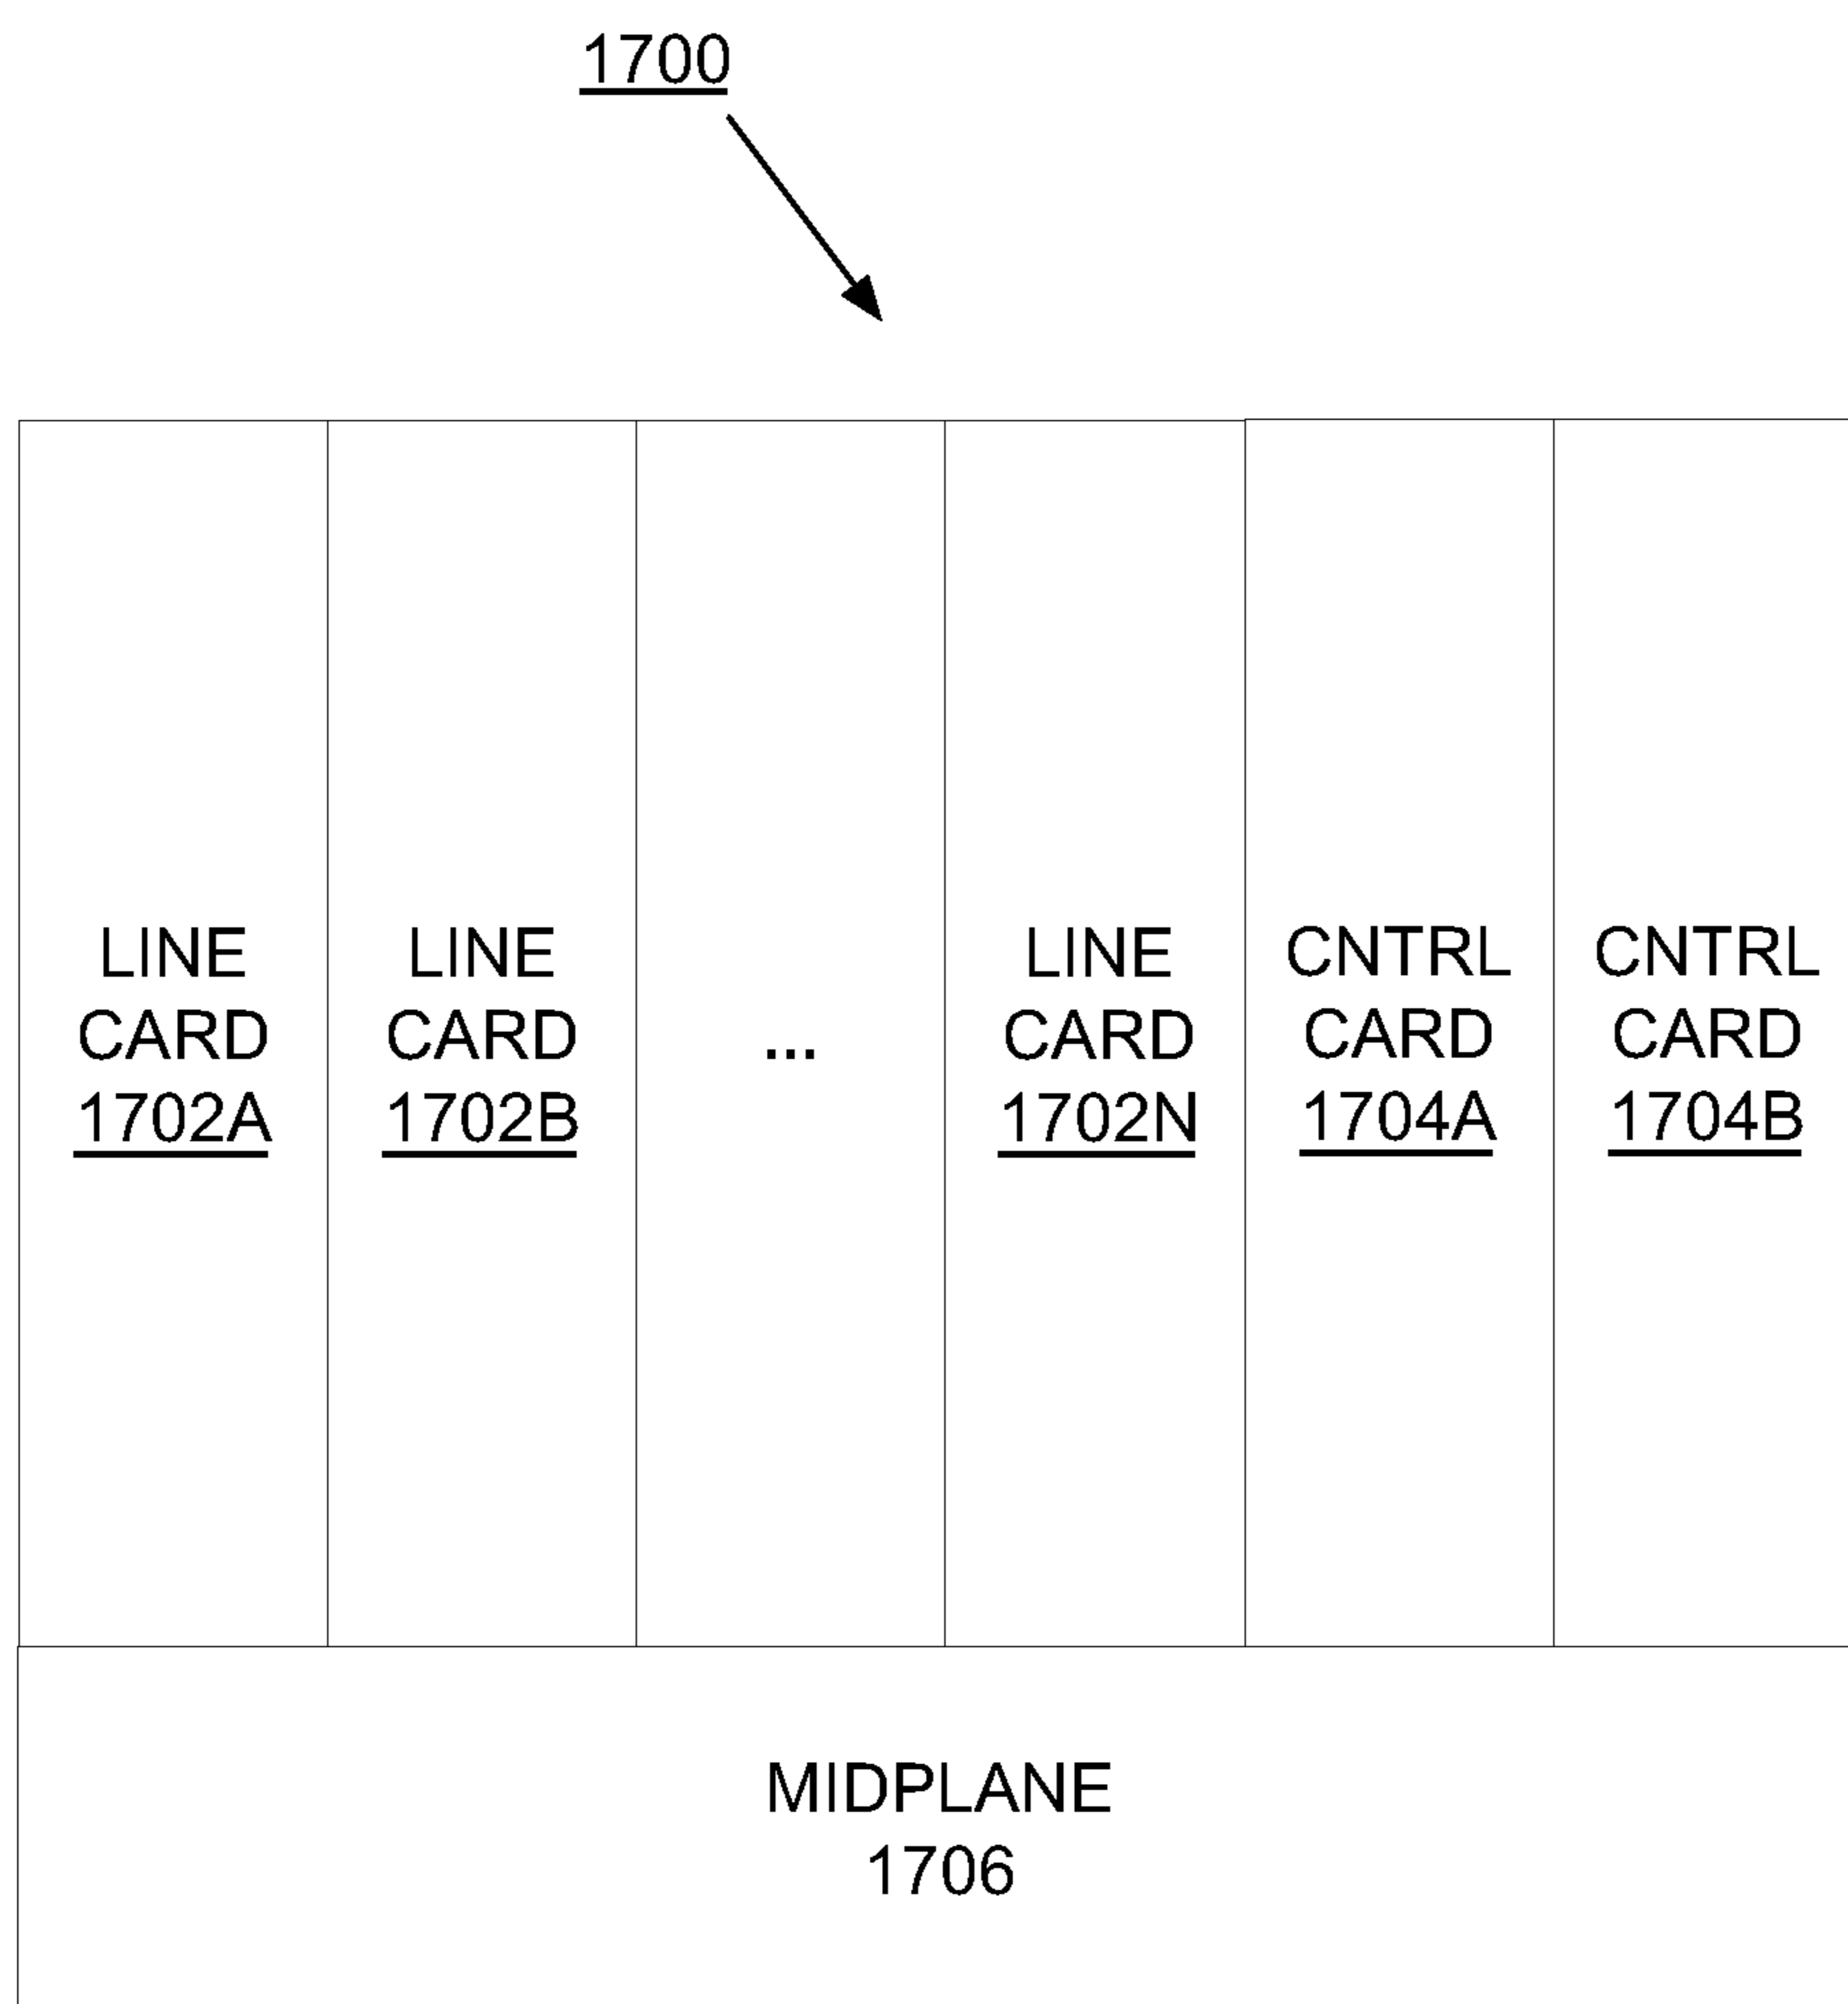 1700
LINE
CARD
1702A
LINE
CARD
1702B
...
LINE
CARD
1702N
CNTRL
CARD
1704A
CNTRL
CARD
1704B
MIDPLANE
1706